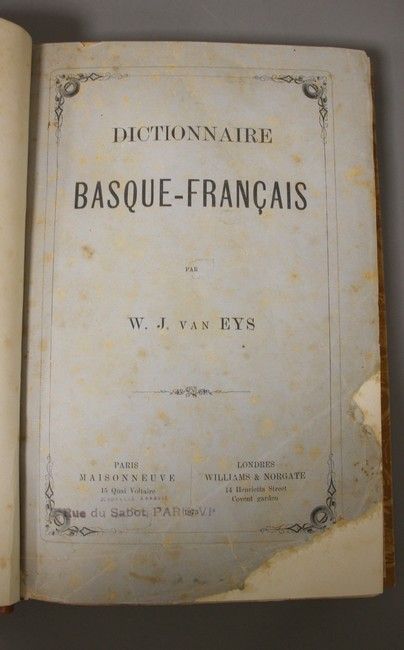 DICTIONNAIRE
BASQUE-FRANÇAIS
PAR
W. J. VAN EYS
PARIS
MAISONNEUVE
15 Quai Voltaire
LONDRES
WILLIAMS & NORGATE
14 Henrietta Street
Covent garden
Rue du Sabot, PARIS-VIe